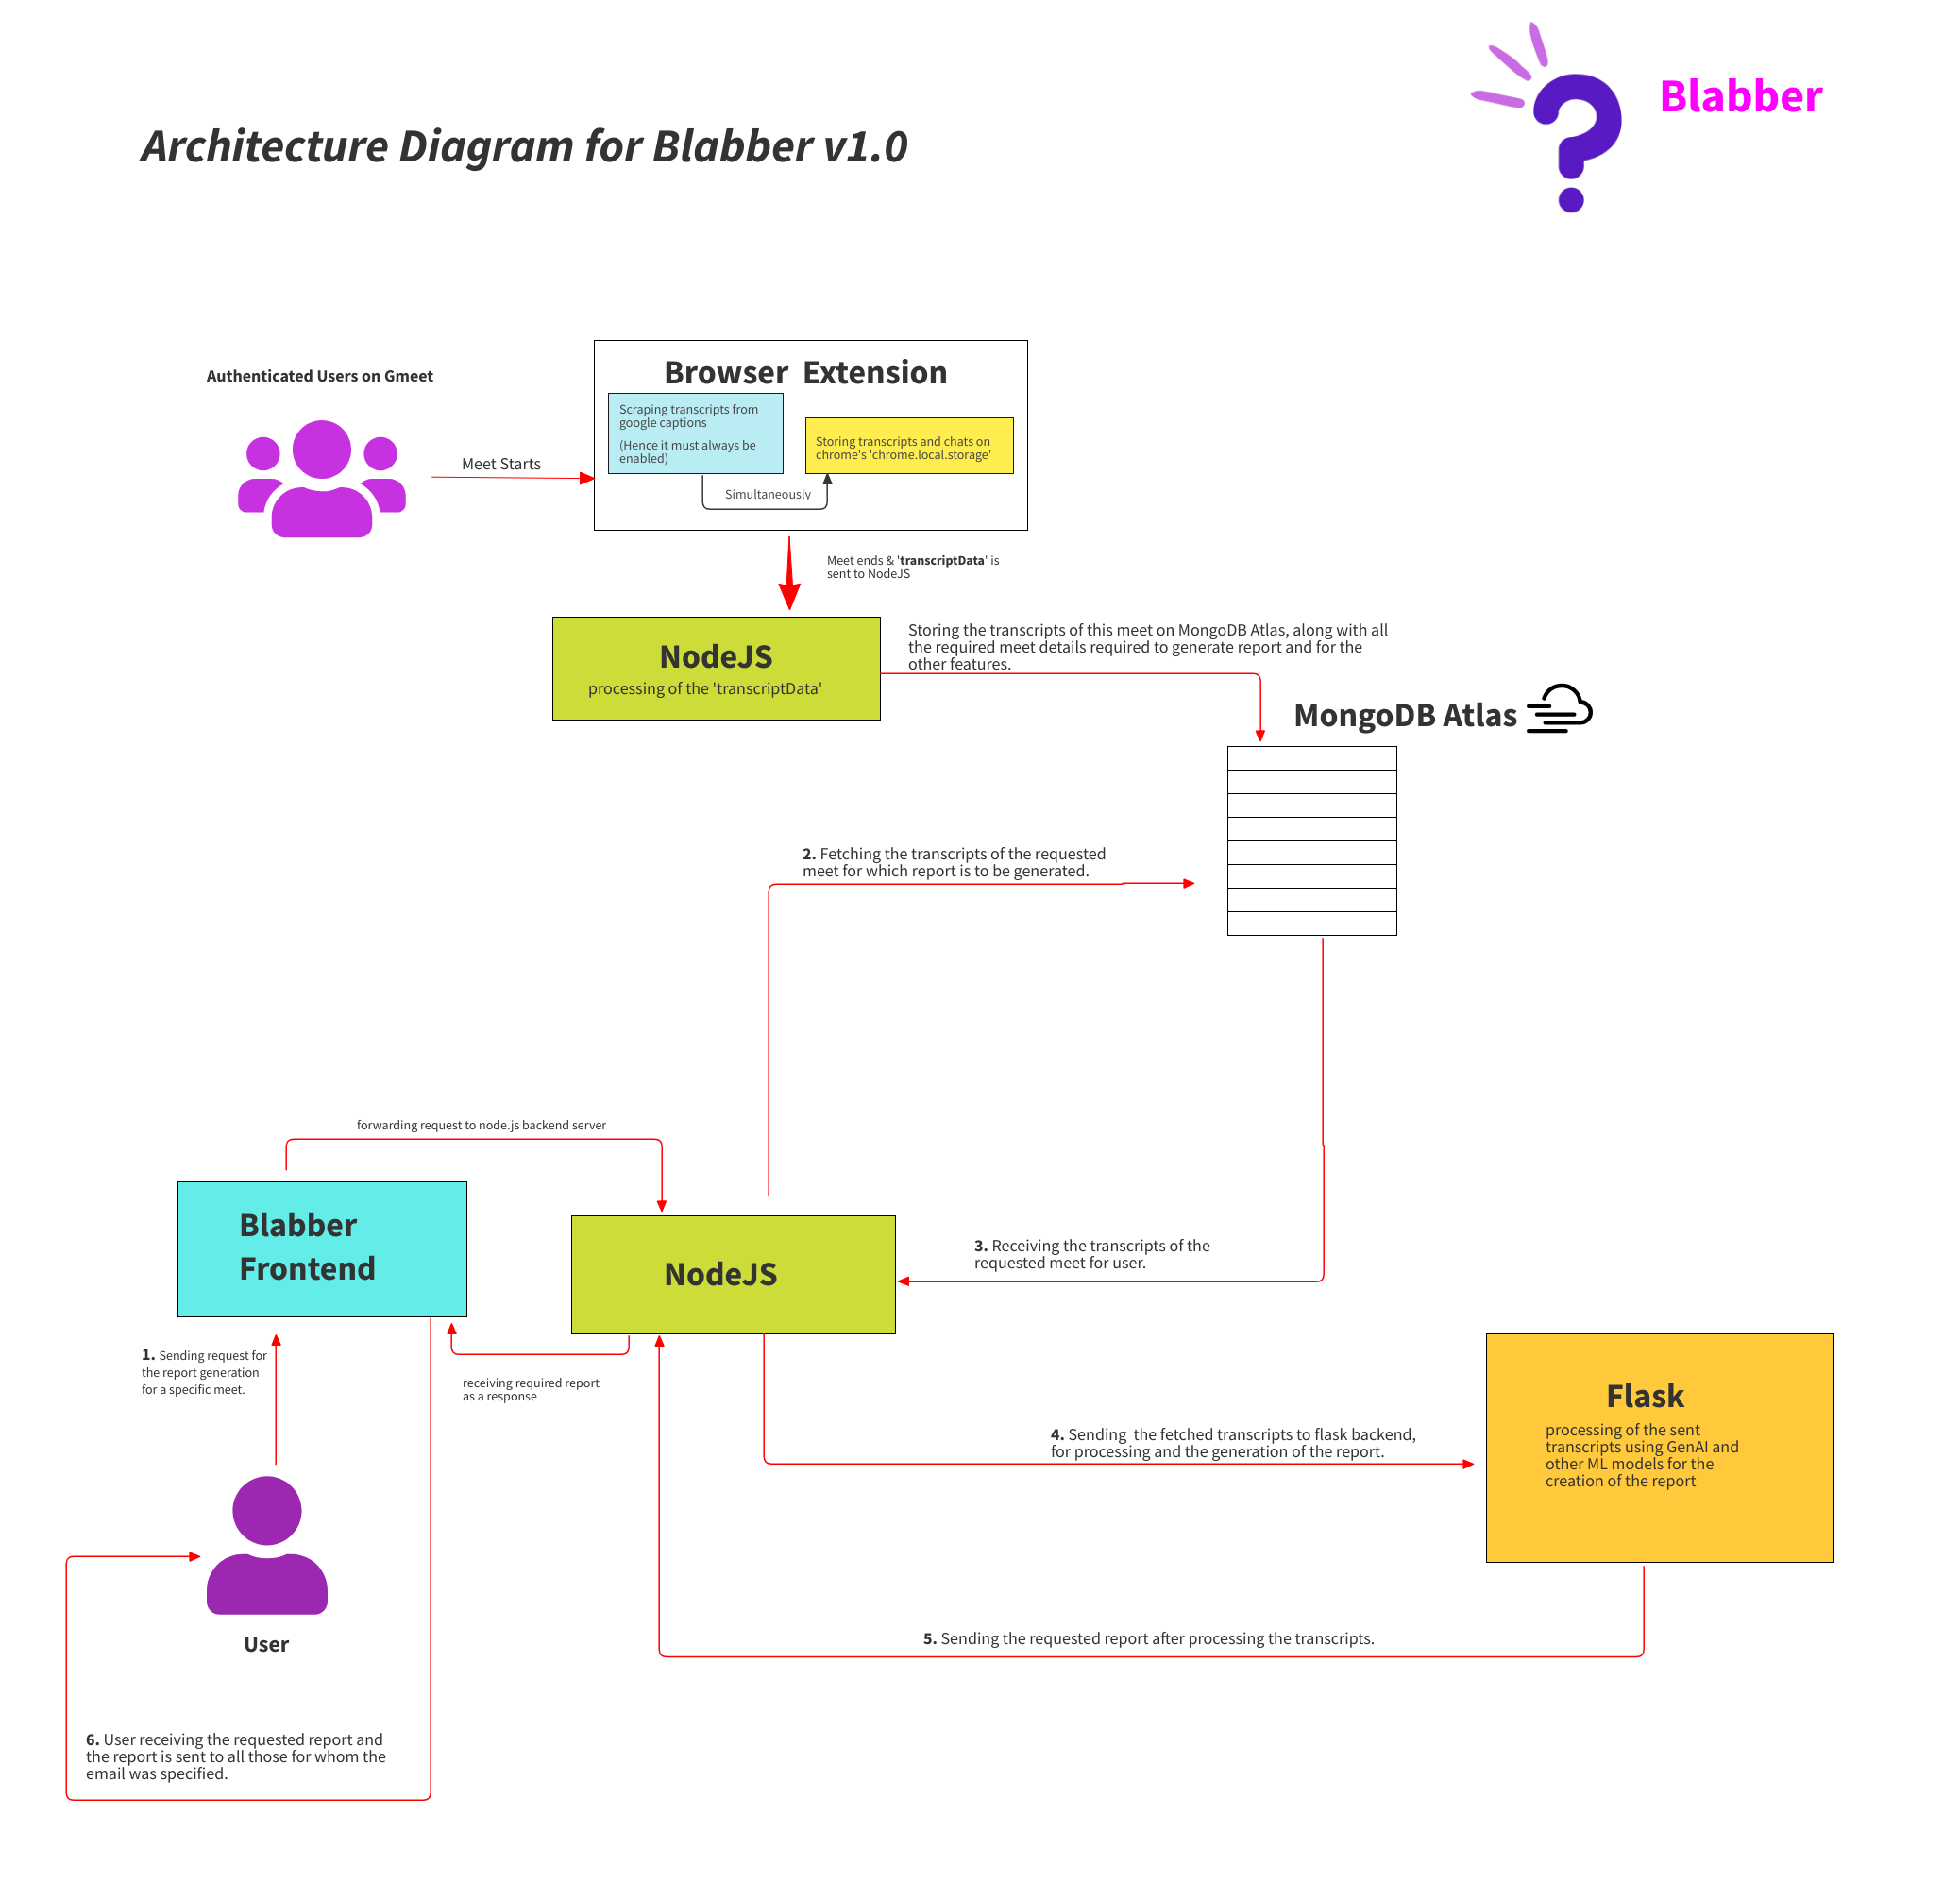 Blabber
Architecture Diagram for Blabber v1.0
Authenticated Users on Gmeet
Meet Starts
Browser Extension
Scraping transcripts from
google captions
(Hence it must always be
enabled)
Storing transcripts and chats on
chrome's 'chrome.local.storage'
Simultaneously
Meet ends & 'transcriptData' is
sent to NodeJS
NodeJS
processing of the 'transcriptData'
Storing the transcripts of this meet on MongoDB Atlas, along with all
the required meet details required to generate report and for the
other features.
MongoDB Atlas
2. Fetching the transcripts of the requested
meet for which report is to be generated.
forwarding request to node.js backend server
Blabber
Frontend
NodeJS
3. Receiving the transcripts of the
requested meet for user.
1. Sending request for
the report generation
for a specific meet.
receiving required report
as a response
4. Sending the fetched transcripts to flask backend,
for processing and the generation of the report.
Flask
processing of the sent
transcripts using GenAI and
other ML models for the
creation of the report
User
5. Sending the requested report after processing the transcripts.
6. User receiving the requested report and
the report is sent to all those for whom the
email was specified.